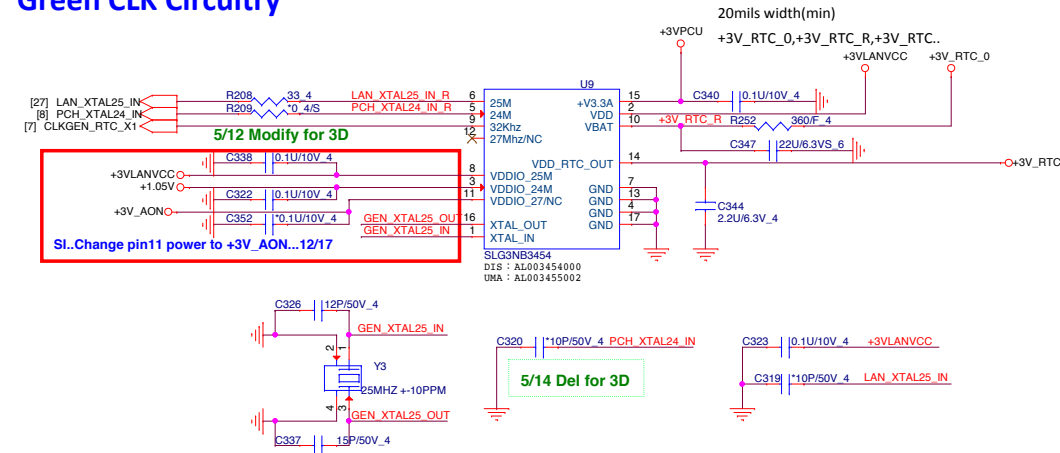 Green CLK Circuitry
20mils width(min)
+3V_RTC_0,+3V_RTC_R,+3V_RTC..
+3VPCU
+3VLANVCC
+3V_RTC_0
U9
[27] LAN_XTAL25_IN
R208
33_4
LAN_XTAL25_IN_R
6
25M
+V3.3A
15
C340
0.1U/10V_4
[8] PCH_XTAL24_IN
R209
*0_4/S
PCH_XTAL24_IN_R
5
24M
VDD
2
[7] CLKGEN_RTC_X1
9
32Khz
VBAT
10
+3V_RTC_R
R252
360/F_4
12
27Mhz/NC
5/12 Modify for 3D
C347
22U/6.3VS_6
C338
0.1U/10V_4
VDD_RTC_OUT
14
+3V_RTC
+3VLANVCC
8
VDDIO_25M
+1.05V
3
VDDIO_24M
GND
7
C322
0.1U/10V_4
11
VDDIO_27/NC
GND
13
+3V_AON
GND
4
C344
2.2U/6.3V_4
C352
*0.1U/10V_4
GEN_XTAL25_OUT
16
XTAL_OUT
GND
17
GEN_XTAL25_IN
1
XTAL_IN
SI..Change pin11 power to +3V_AON...12/17
SLG3NB3454
DIS : AL003454000
UMA : AL003455002
C326
12P/50V_4
GEN_XTAL25_IN
2
1
Y3
25MHZ +-10PPM
4
3
GEN_XTAL25_OUT
C337
15P/50V_4
C320
*10P/50V_4
PCH_XTAL24_IN
5/14 Del for 3D
C323
0.1U/10V_4
+3VLANVCC
C319
*10P/50V_4
LAN_XTAL25_IN